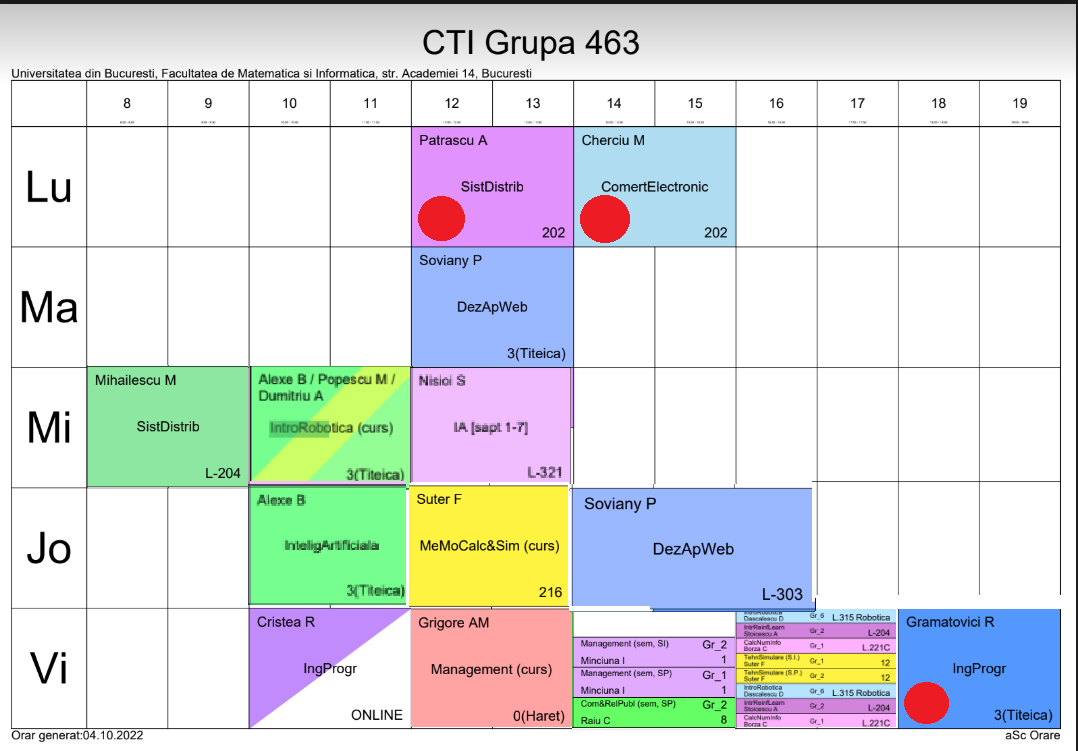 CTI Grupa 463
Universitatea din Bucuresti, Facultatea de Matematica si Informatica, str. Academiei 14, Bucuresti
8 9 10 11 12 13 14 15 16 17 18 19
Lu
Patrascu A
SistDistrib
202
Cherciu M
ComertElectronic
202
Ma
Soviany P
DezApWeb
3(Titeica)
Mi
Mihailescu M
SistDistrib
L-204
Alexe B / Popescu M /
Dumitriu A
IntroRobotica (curs)
3(Titeica)
Nisioi S
IA [sapt 1-7]
L-321
Jo
Alexe B
InteligArtificiala
3(Titeica)
Suter F
MeMoCalc&Sim (curs)
216
Soviany P
DezApWeb
L-303
Vi
Cristea R
IngProgr
ONLINE
Grigore AM
Management (curs)
0(Haret)
Management (sem, SI) Gr_2
Minciuna I 1
Management (sem, SP) Gr_1
Minciuna I 1
Com&RelPubl (sem, SP) Gr_2
Raiu C 8
IntroRobotica Gr_6 L.315 Robotica
Dascalescu D
IntrReinfLearn Gr_2 L-204
Stoicescu A
CalcNumInfo Gr_1 L.221C
Borza C
TehnSimulare (S.I.) Gr_1 12
Suter F
TehnSimulare (S.P.) Gr_2 12
Suter F
IntroRobotica Gr_6 L.315 Robotica
Dascalescu D
IntrReinfLearn Gr_2 L-204
Stoicescu A
CalcNumInfo Gr_1 L.221C
Borza C
Gramatovici R
IngProgr
3(Titeica)
Orar generat:04.10.2022
aSc Orare